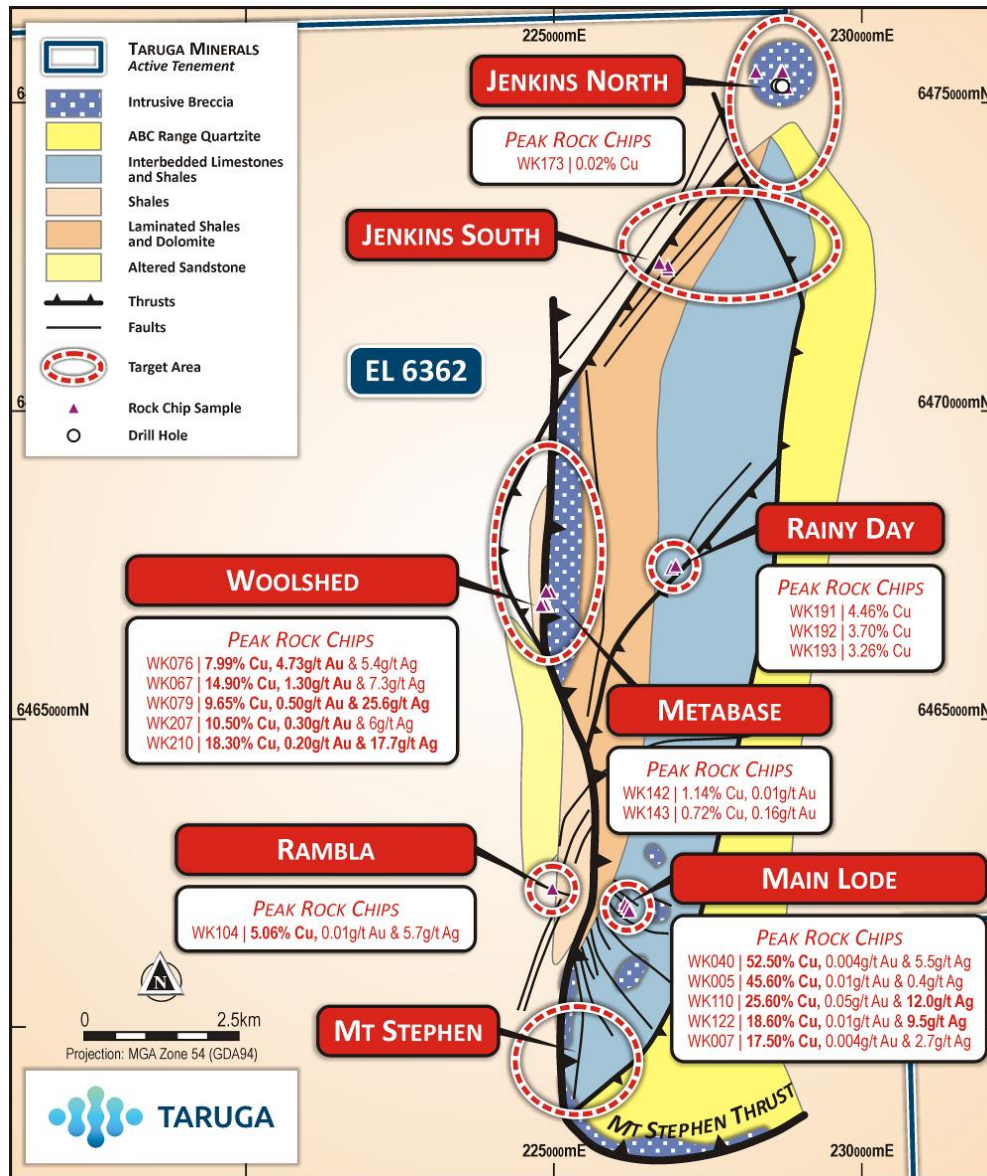 225000mE
230000mE
TARUGA MINERALS
Active Tenement
Intrusive Breccia
ABC Range Quartzite
Interbedded Limestones
and Shales
Shales
Laminated Shales
and Dolomite
Altered Sandstone
Thrusts
Faults
Target Area
Rock Chip Sample
Drill Hole
JENKINS NORTH
PEAK ROCK CHIPS
WK173 | 0.02% Cu
6475000mN
JENKINS SOUTH
EL 6362
6470000mN
RAINY DAY
PEAK ROCK CHIPS
WK191 | 4.46% Cu
WK192 | 3.70% Cu
WK193 | 3.26% Cu
WOOLSHED
PEAK ROCK CHIPS
WK076 | 7.99% Cu, 4.73g/t Au & 5.4g/t Ag
WK067 | 14.90% Cu, 1.30g/t Au & 7.3g/t Ag
WK079 | 9.65% Cu, 0.50g/t Au & 25.6g/t Ag
WK207 | 10.50% Cu, 0.30g/t Au & 6g/t Ag
WK210 | 18.30% Cu, 0.20g/t Au & 17.7g/t Ag
6465000mN
6465000mN
METABASE
PEAK ROCK CHIPS
WK142 | 1.14% Cu, 0.01g/t Au
WK143 | 0.72% Cu, 0.16g/t Au
RAMBLA
PEAK ROCK CHIPS
WK104 | 5.06% Cu, 0.01g/t Au & 5.7g/t Ag
MAIN LODE
PEAK ROCK CHIPS
WK040 | 52.50% Cu, 0.004g/t Au & 5.5g/t Ag
WK005 | 45.60% Cu, 0.01g/t Au & 0.4g/t Ag
WK110 | 25.60% Cu, 0.05g/t Au & 12.0g/t Ag
WK122 | 18.60% Cu, 0.01g/t Au & 9.5g/t Ag
WK007 | 17.50% Cu, 0.004g/t Au & 2.7g/t Ag
N
0 2.5km
Projection: MGA Zone 54 (GDA94)
MT STEPHEN
MT STEPHEN THRUST
TARUGA
225000mE
230000mE